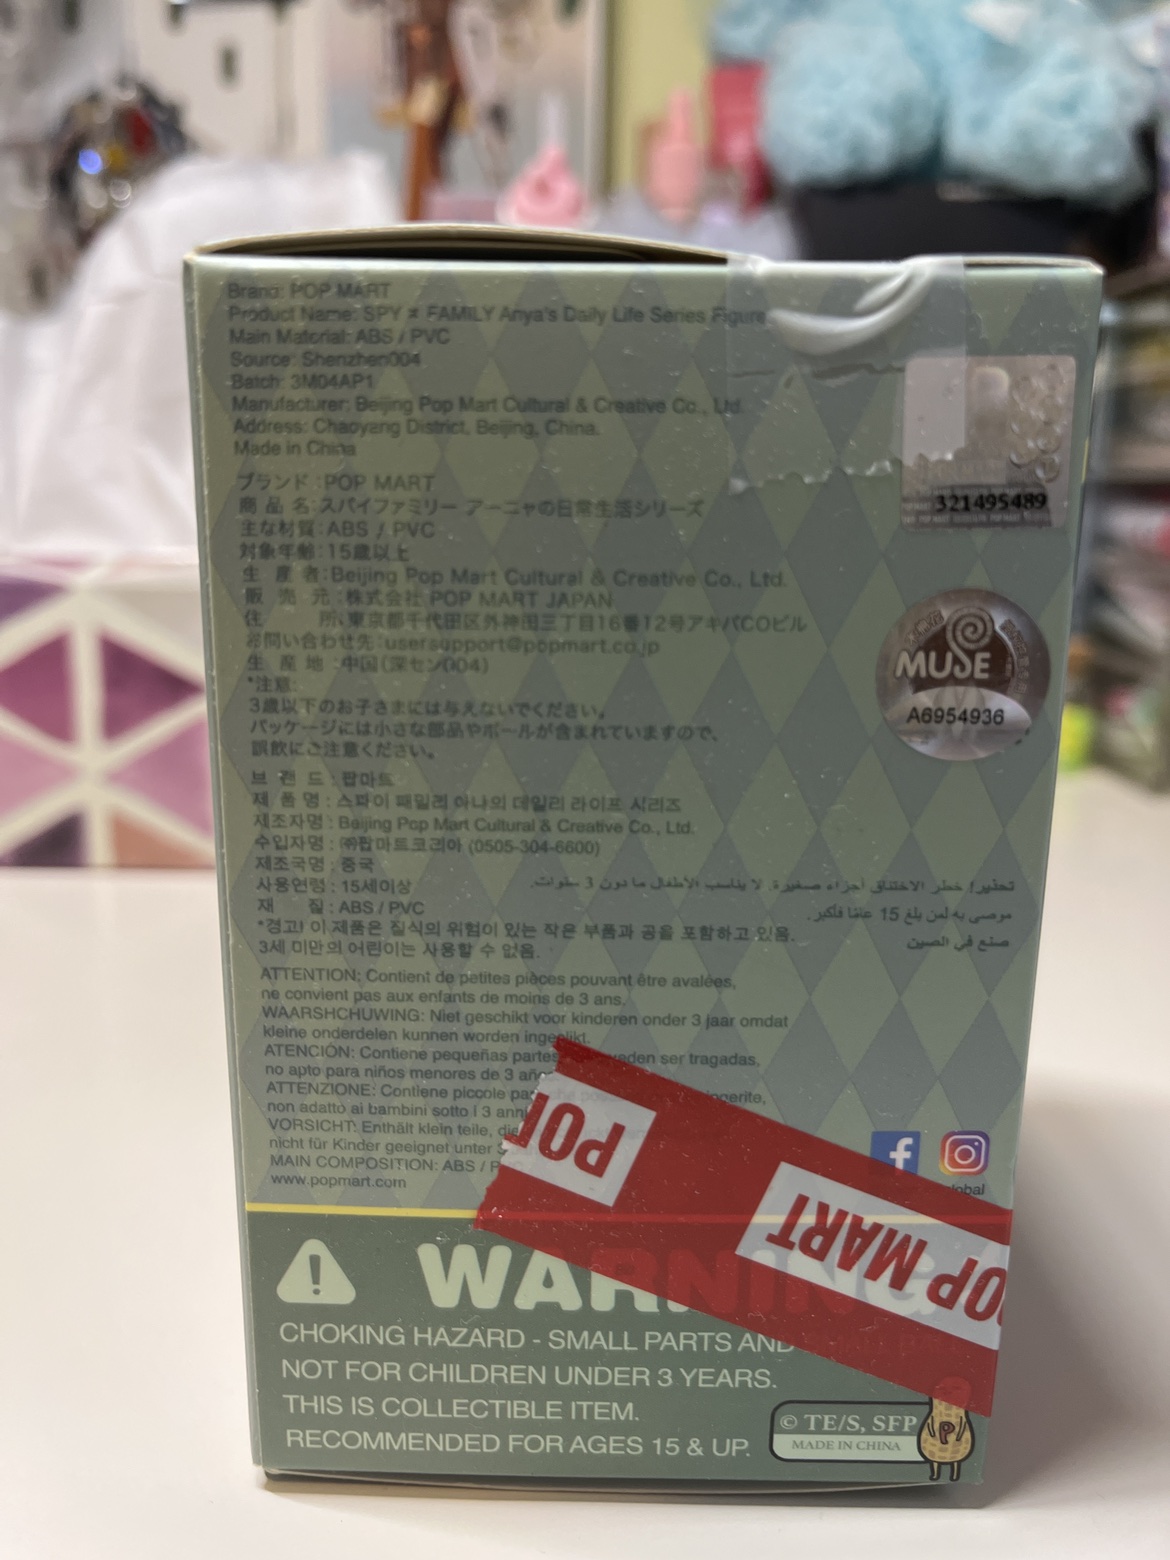 Brand: POP MART
Product Name: SPY × FAMILY Anya's Daily Life Series Figure
Main Material: ABS / PVC
Source: Shenzhen004
Batch: 3M04AP1
Manufacturer: Beijing Pop Mart Cultural & Creative Co., Ltd.
Address: Chaoyang District, Beijing, China.
Made in China
321495489
ブランド:POP MART
商品名:スパイファミリー アーニャの日常生活シリーズ
主な材質:ABS / PVC
対象年齢:15歳以上
生産者:Beijing Pop Mart Cultural & Creative Co., Ltd.
販売元:株式会社 POP MART JAPAN
住所:東京都千代田区外神田三丁目16番12号アキバCOビル
お問い合わせ先:usersupport@popmart.co.jp
生産地:中国(深セン004)
*注意:
3歳以下のお子さまには与えないでください。
パッケージには小さな部品やボールが含まれていますので、
誤飲にご注意ください。
MUSE
A6954936
브랜드: 팝마트
제품명: 스파이 패밀리 아냐의 데일리 라이프 시리즈
제조자명: Beijing Pop Mart Cultural & Creative Co., Ltd.
수입자명: ㈜팝마트코리아 (0505-304-6600)
제조국명: 중국
사용연령: 15세이상
재질: ABS / PVC
*경고! 이 제품은 질식의 위험이 있는 작은 부품과 공을 포함하고 있음.
3세 미만의 어린이는 사용할 수 없음.
تحذير! خطر الاختناق أجزاء صغيرة. لا يناسب الأطفال ما دون 3 سنوات.
موصى به لمن بلغ 15 عامًا فأكبر.
صنع في الصين
ATTENTION: Contient de petites pièces pouvant être avalées,
ne convient pas aux enfants de moins de 3 ans.
WAARSHCHUWING: Niet geschikt voor kinderen onder 3 jaar omdat
kleine onderdelen kunnen worden ingeslikt.
ATENCIÓN: Contiene pequeñas partes pueden ser tragadas,
no apto para niños menores de 3 años
ATTENZIONE: Contiene piccole parti che ingerite,
non adatto ai bambini sotto i 3 anni
VORSICHT: Enthält klein teile, die
nicht für Kinder geeignet unter 3
MAIN COMPOSITION: ABS / P
www.popmart.com
f
global
POP
POP MART
WARNING
CHOKING HAZARD - SMALL PARTS AND
NOT FOR CHILDREN UNDER 3 YEARS.
THIS IS COLLECTIBLE ITEM.
RECOMMENDED FOR AGES 15 & UP.
© TE/S, SFP
MADE IN CHINA
P